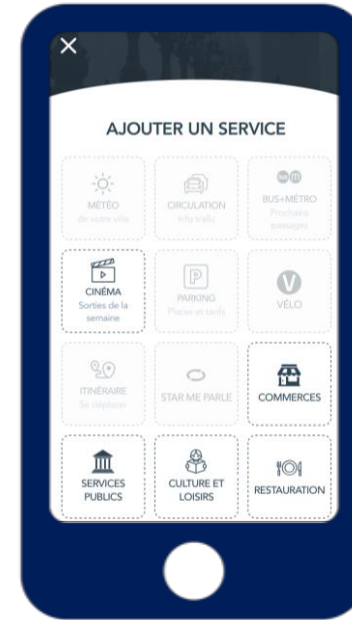 AJOUTER UN SERVICE
MÉTÉO
de votre ville
CIRCULATION
Info trafic
BUS+MÉTRO
Prochains
passages
CINÉMA
Sorties de la
semaine
P
PARKING
Places et tarifs
V
VÉLO
ITINÉRAIRE
Se déplacer
STAR ME PARLE
COMMERCES
SERVICES
PUBLICS
CULTURE ET
LOISIRS
RESTAURATION